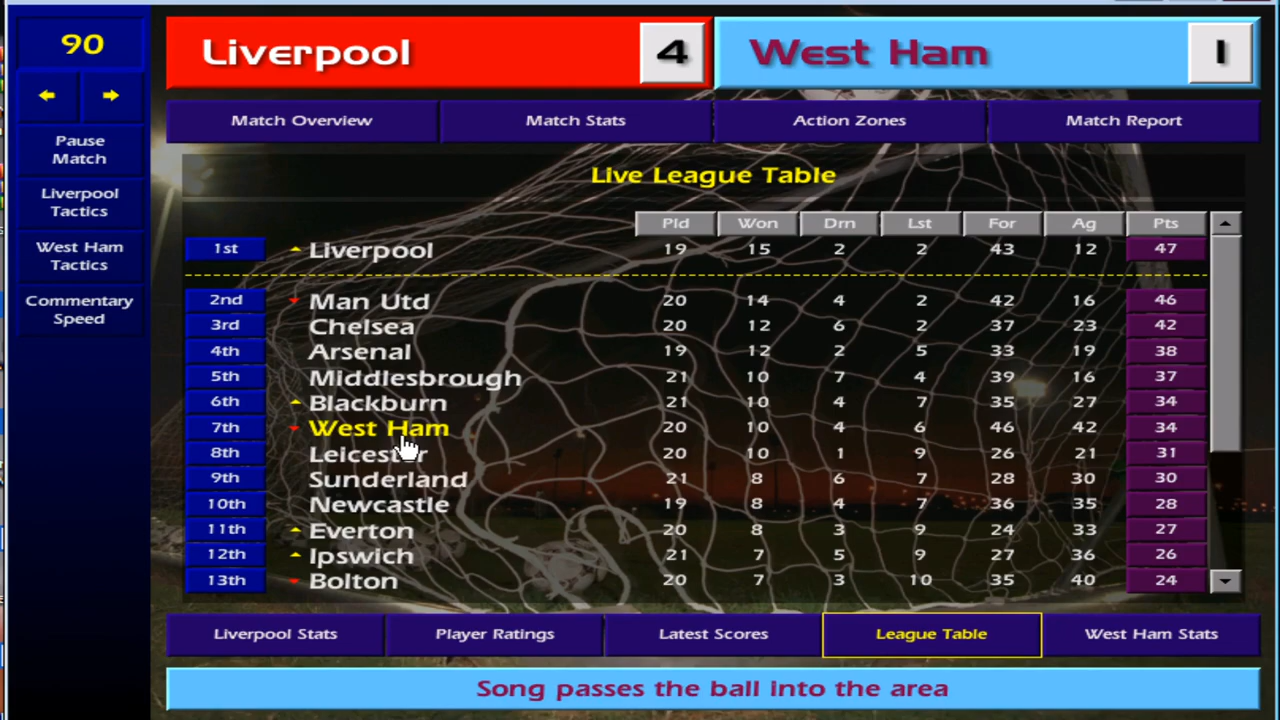 90
Liverpool 4 West Ham 1
Match Overview Match Stats Action Zones Match Report
Pause
Match
Liverpool
Tactics
West Ham
Tactics
Commentary
Speed
Live League Table
Pld Won Drn Lst For Ag Pts
1st Liverpool 19 15 2 2 43 12 47
2nd Man Utd 20 14 4 2 42 16 46
3rd Chelsea 20 12 6 2 37 23 42
4th Arsenal 19 12 2 5 33 19 38
5th Middlesbrough 21 10 7 4 39 16 37
6th Blackburn 21 10 4 7 35 27 34
7th West Ham 20 10 4 6 46 42 34
8th Leicester 20 10 1 9 26 21 31
9th Sunderland 21 8 6 7 28 30 30
10th Newcastle 19 8 4 7 36 35 28
11th Everton 20 8 3 9 24 33 27
12th Ipswich 21 7 5 9 27 36 26
13th Bolton 20 7 3 10 35 40 24
Liverpool Stats Player Ratings Latest Scores League Table West Ham Stats
Song passes the ball into the area